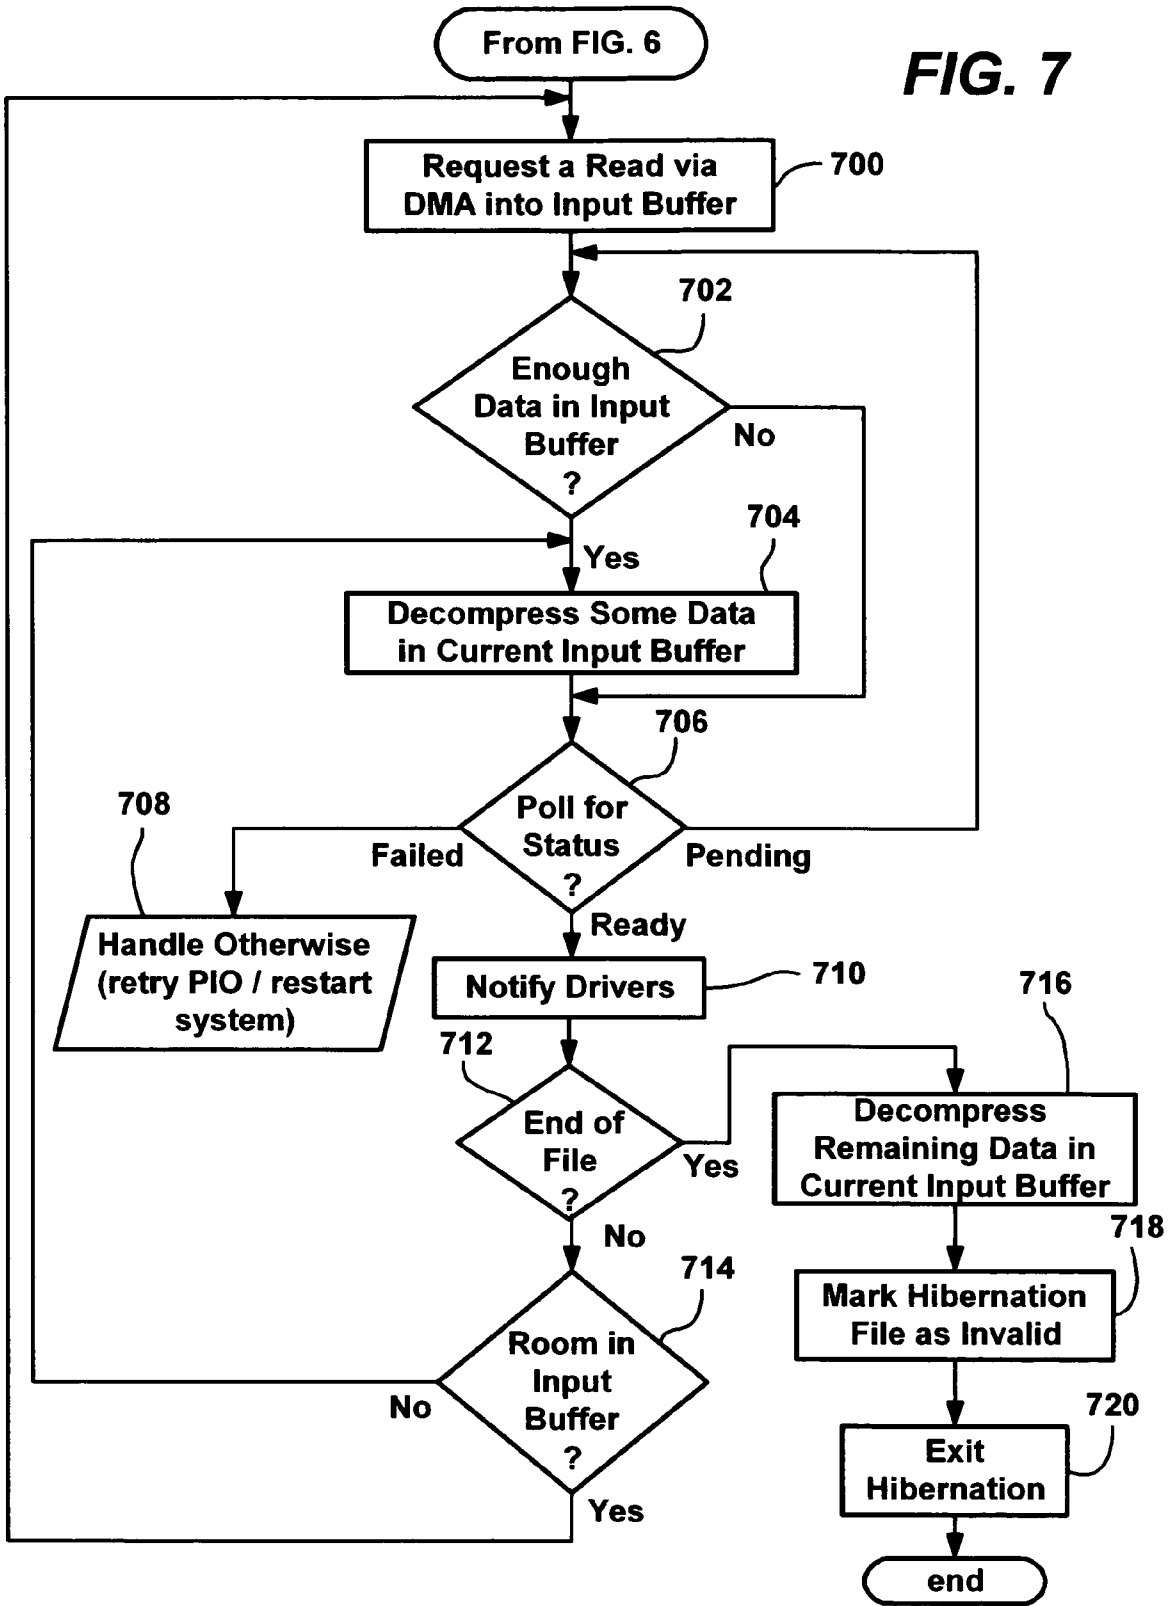 From FIG. 6
FIG. 7
Request a Read via
DMA into Input Buffer
700
702
Enough
Data in Input
Buffer
?
No
704
Yes
Decompress Some Data
in Current Input Buffer
706
708
Poll for
Status
?
Failed
Pending
Ready
Handle Otherwise
(retry PIO / restart
system)
Notify Drivers
710
712
716
End of
File
?
Yes
Decompress
Remaining Data in
Current Input Buffer
No
718
714
Mark Hibernation
File as Invalid
Room in
Input
Buffer
?
No
720
Exit
Hibernation
Yes
end